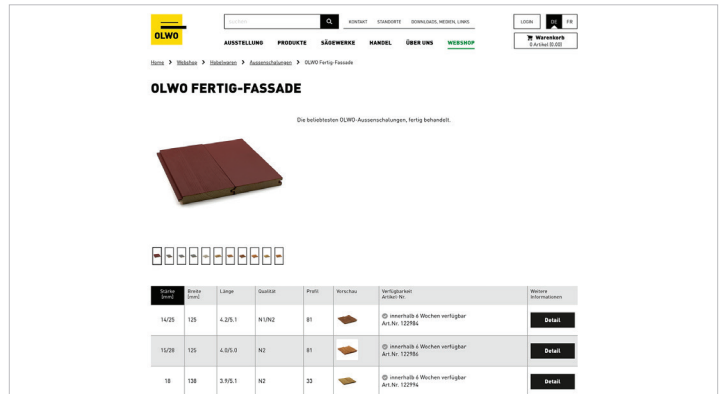 suchen
KONTAKT STANDORTE DOWNLOADS, MEDIEN, LINKS
LOGIN DE FR
OLWO
AUSSTELLUNG PRODUKTE SÄGEWERKE HANDEL ÜBER UNS WEBSHOP
Warenkorb
0 Artikel (0.00)
Home > Webshop > Hobelwaren > Aussenschalungen > OLWO Fertig-Fassade
OLWO FERTIG-FASSADE
Die beliebtesten OLWO-Aussenschalungen, fertig behandelt.
Stärke [mm] Breite [mm] Länge Qualität Profil Vorschau Verfügbarkeit Artikel-Nr. Weitere Informationen
14/25 125 4.2/5.1 N1/N2 81 innerhalb 6 Wochen verfügbar Art.Nr. 122984 Detail
15/28 125 4.0/5.0 N2 81 innerhalb 6 Wochen verfügbar Art.Nr. 122986 Detail
18 138 3.9/5.1 N2 33 innerhalb 6 Wochen verfügbar Art.Nr. 122994 Detail